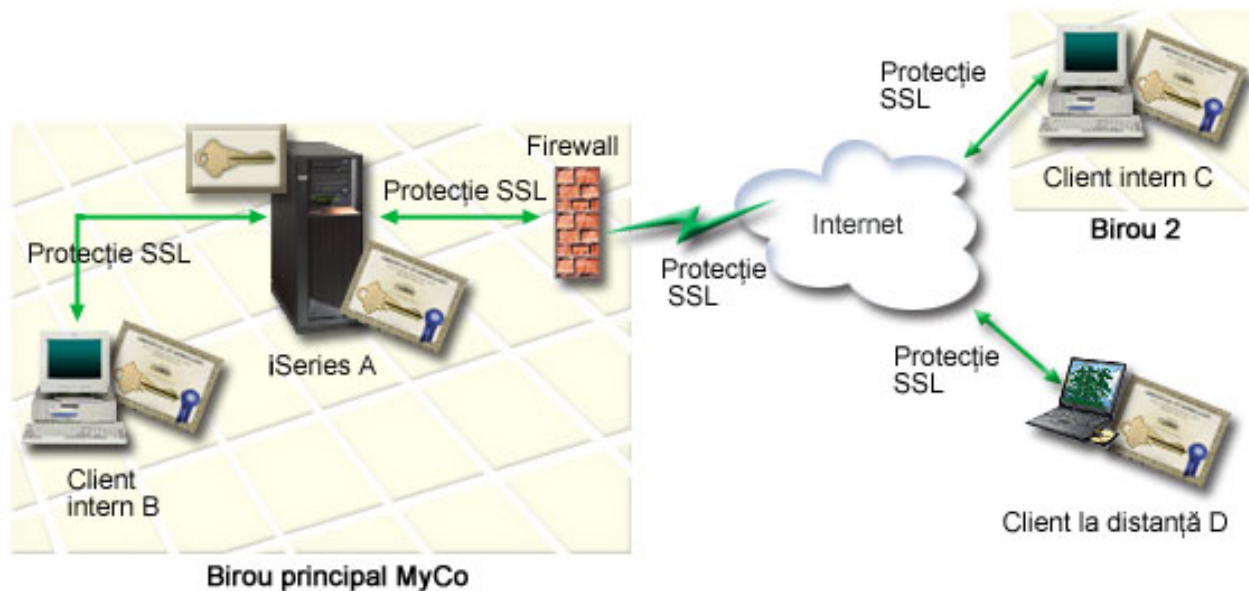 Protecție
SSL
Firewall
Protecție SSL
Client intern C
Birou 2
Internet
Protecție SSL
Protecție
SSL
iSeries A
Protecție
SSL
Client
intern B
Client la distanță D
Birou principal MyCo